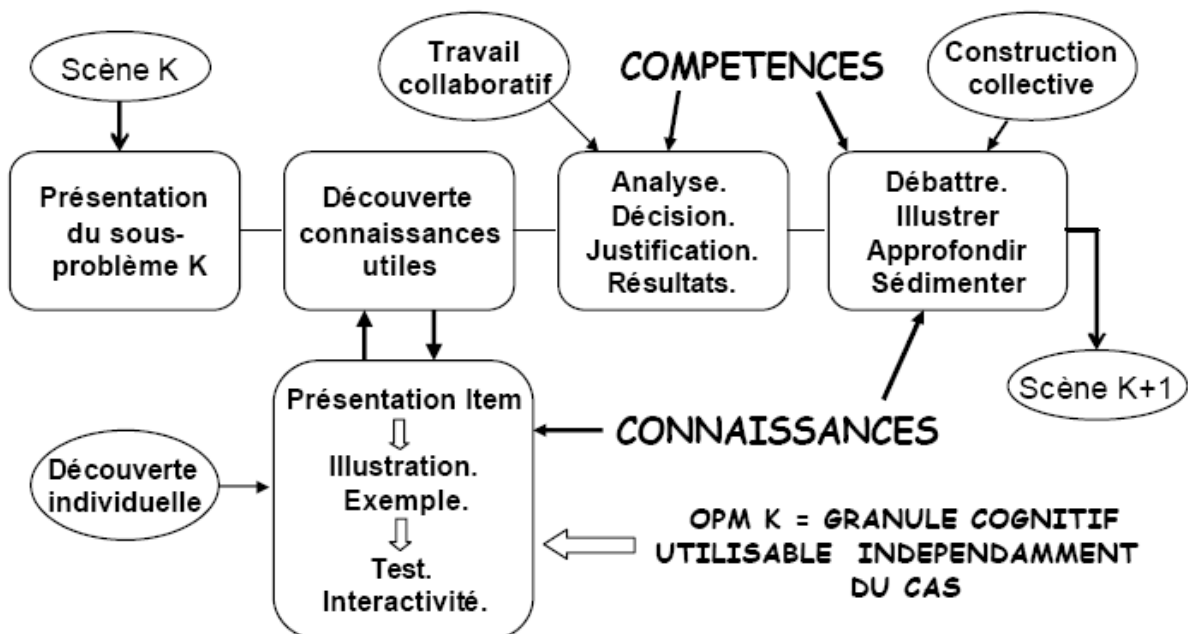 Scène K
Travail
collaboratif
COMPETENCES
Construction
collective
Présentation
du sous-
problème K
Découverte
connaissances
utiles
Analyse.
Décision.
Justification.
Résultats.
Débattre.
Illustrer
Approfondir
Sédimenter
Scène K+1
Présentation Item
Illustration.
Exemple.
Test.
Interactivité.
CONNAISSANCES
Découverte
individuelle
OPM K = GRANULE COGNITIF
UTILISABLE INDEPENDAMMENT
DU CAS